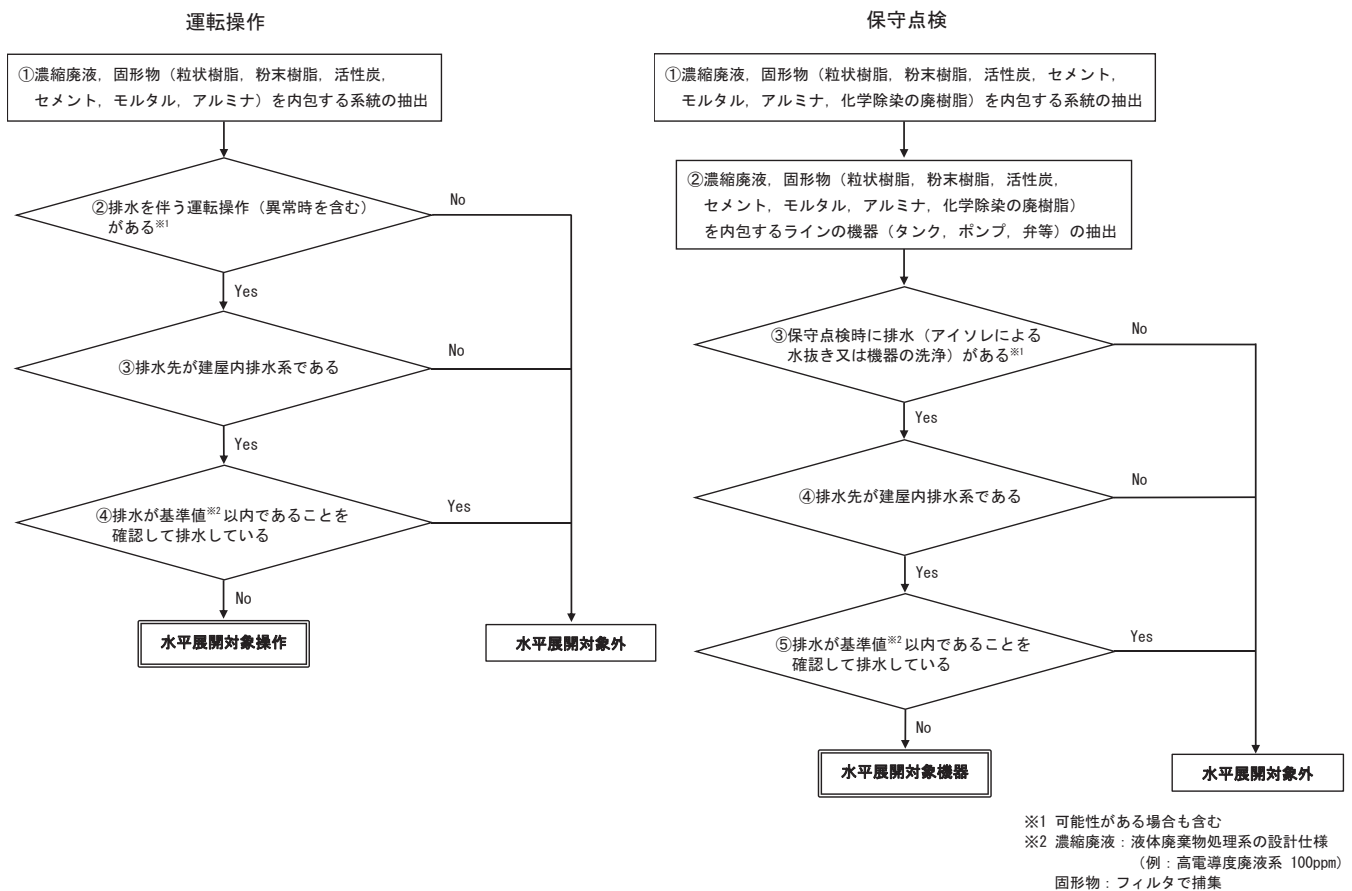 運転操作
①濃縮廃液，固形物（粒状樹脂，粉末樹脂，活性炭，
セメント，モルタル，アルミナ）を内包する系統の抽出
②排水を伴う運転操作（異常時を含む）
がある※1
No
Yes
③排水先が建屋内排水系である
No
Yes
④排水が基準値※2以内であることを
確認して排水している
Yes
No
水平展開対象操作
水平展開対象外
保守点検
①濃縮廃液，固形物（粒状樹脂，粉末樹脂，活性炭，セメント，
モルタル，アルミナ，化学除染の廃樹脂）を内包する系統の抽出
②濃縮廃液，固形物（粒状樹脂，粉末樹脂，活性炭，
セメント，モルタル，アルミナ，化学除染の廃樹脂）
を内包するラインの機器（タンク，ポンプ，弁等）の抽出
③保守点検時に排水（アイソレによる
水抜き又は機器の洗浄）がある※1
No
Yes
④排水先が建屋内排水系である
No
Yes
⑤排水が基準値※2以内であることを
確認して排水している
Yes
No
水平展開対象機器
水平展開対象外
※1 可能性がある場合も含む
※2 濃縮廃液：液体廃棄物処理系の設計仕様
（例：高電導度廃液系 100ppm）
固形物：フィルタで捕集